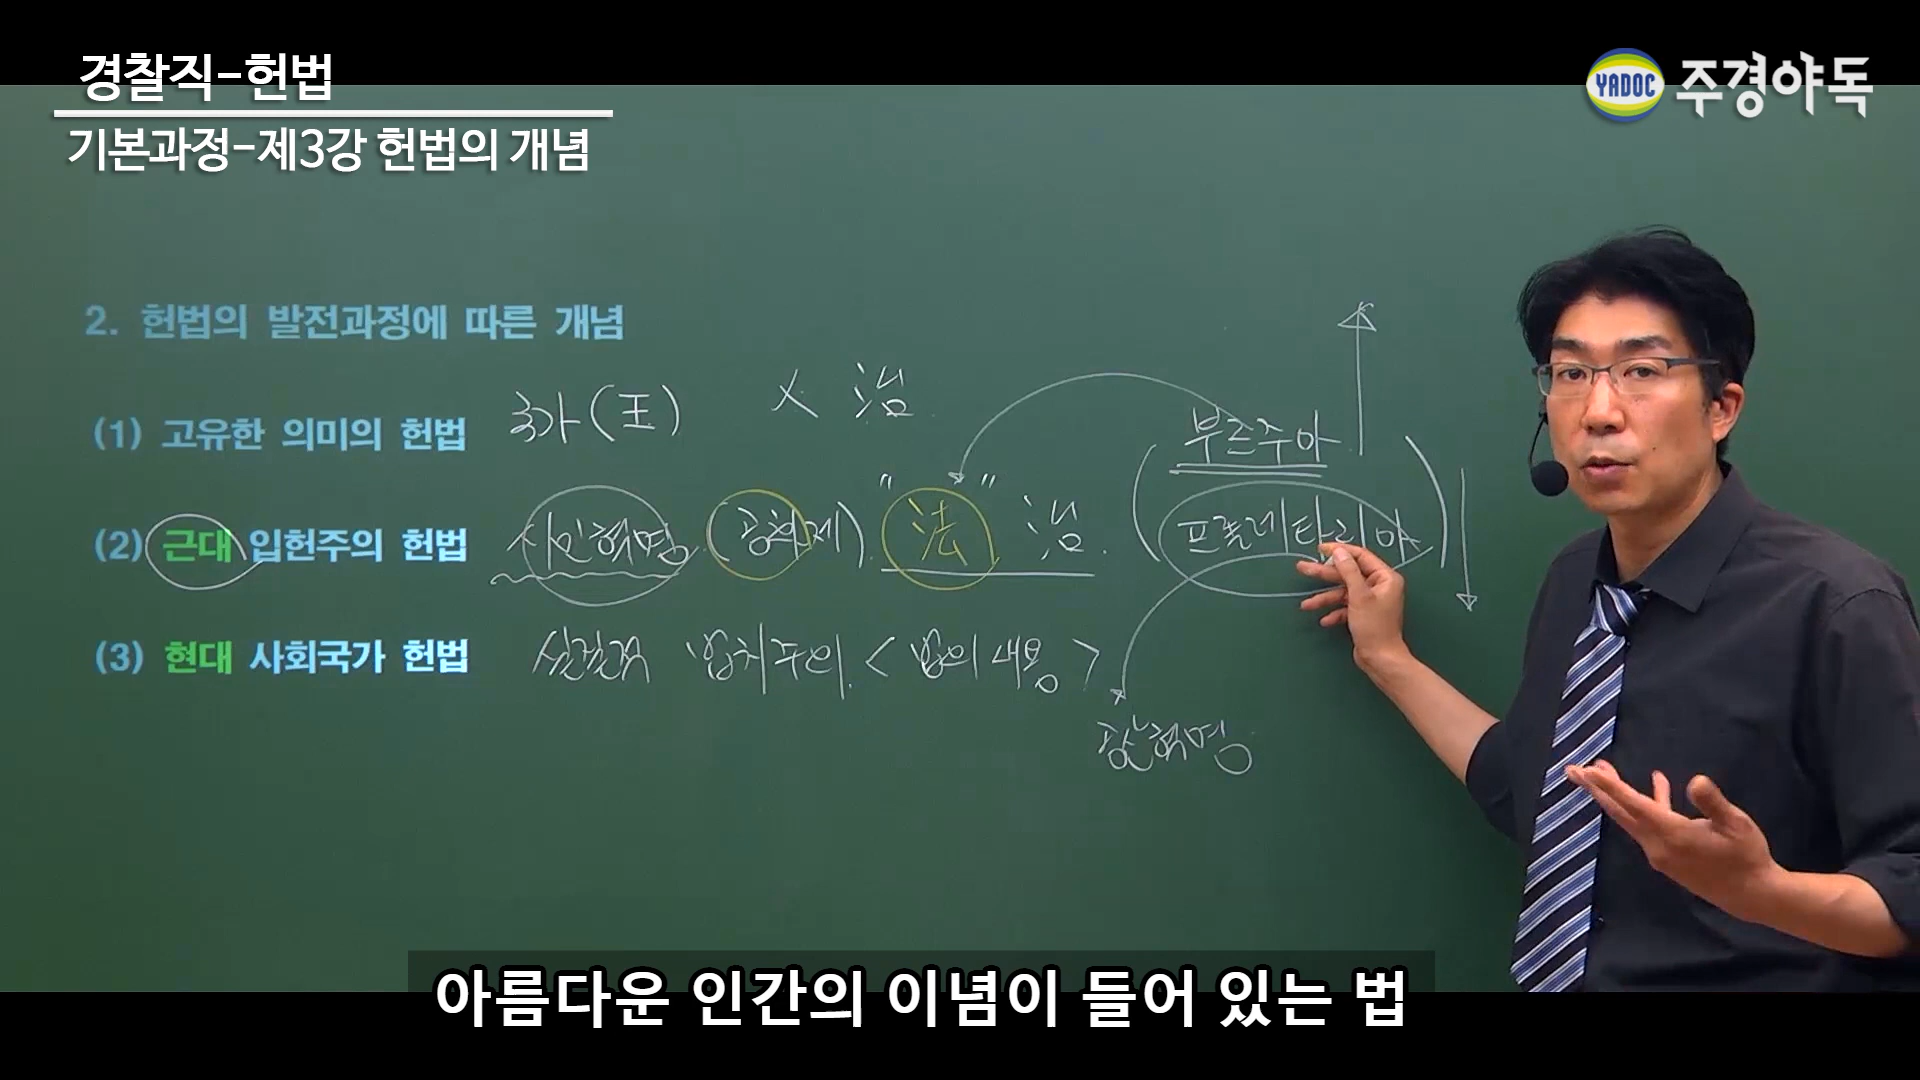 경찰직-헌법
기본과정-제3강 헌법의 개념
YADOC 주경야독
2. 헌법의 발전과정에 따른 개념
(1) 고유한 의미의 헌법 국가(王) 人 治.
부르주아
(2) 근대 입헌주의 헌법 시민혁명. (공화제). "法" 治. ( 프롤레타리아 )
(3) 현대 사회국가 헌법 실질적 법치주의. < 법의 내용 >
혁명
아름다운 인간의 이념이 들어 있는 법